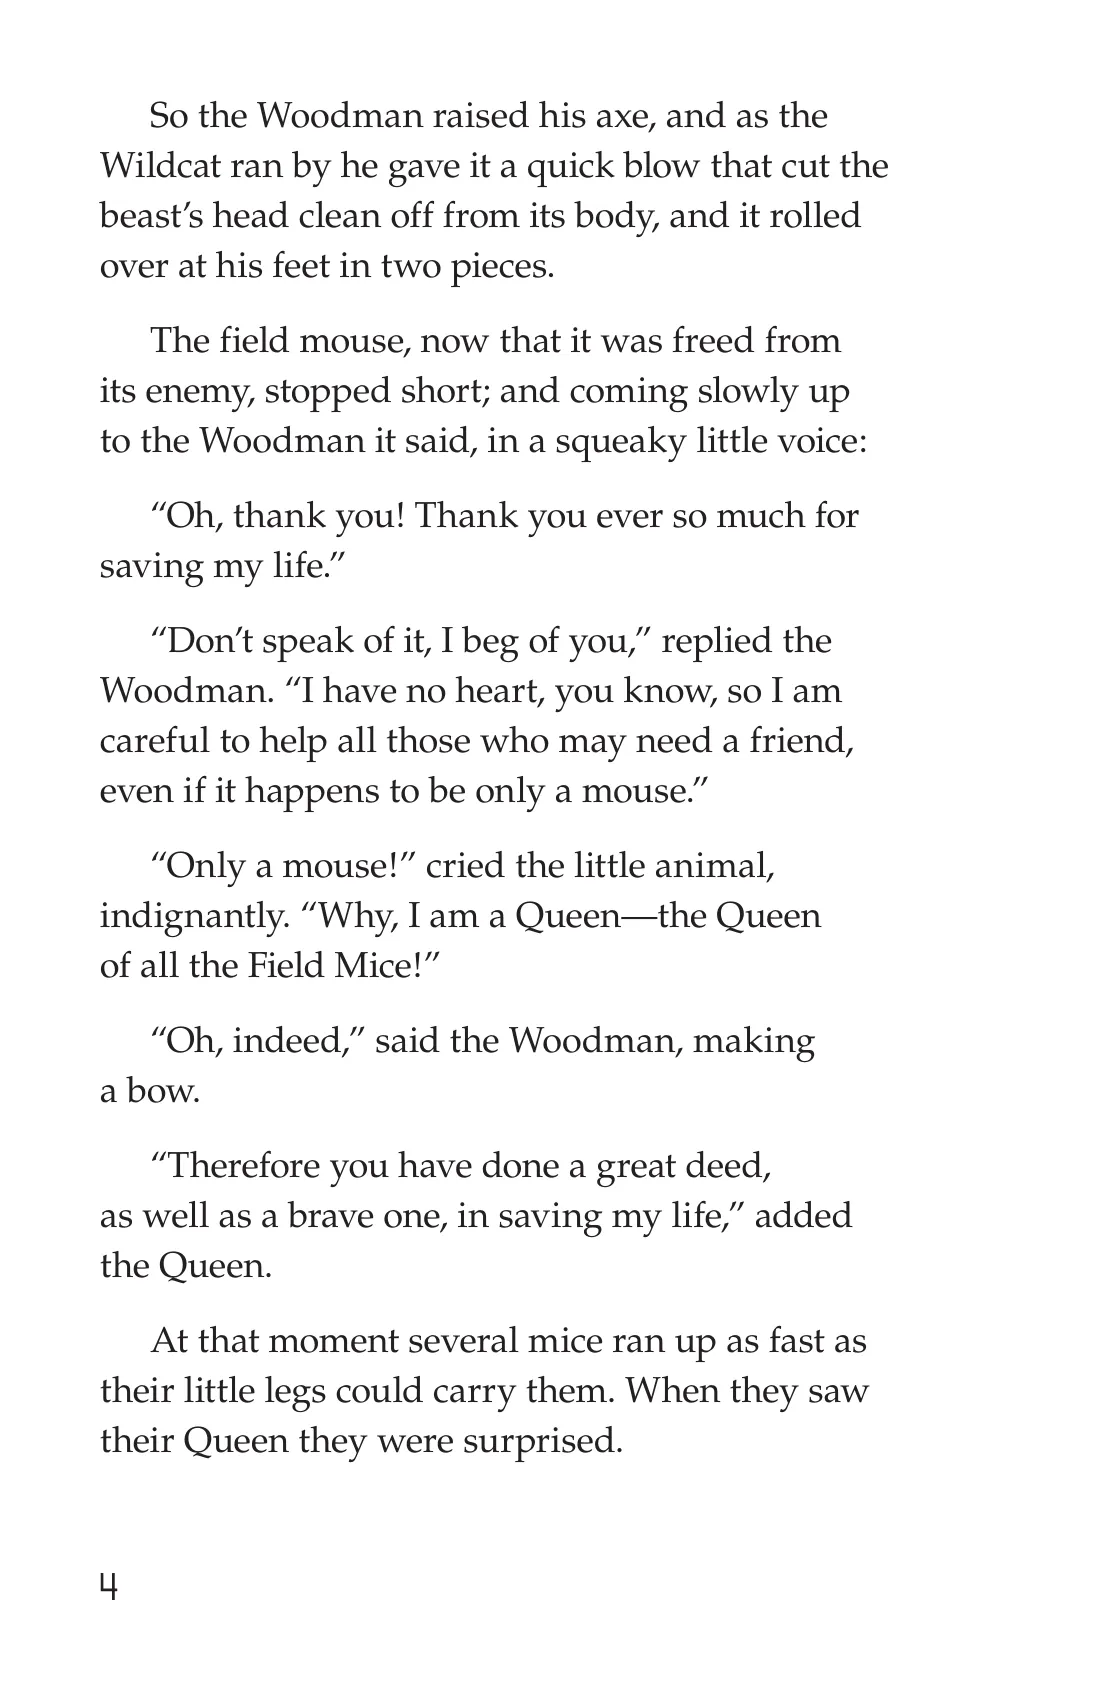 So the Woodman raised his axe, and as the
Wildcat ran by he gave it a quick blow that cut the
beast’s head clean off from its body, and it rolled
over at his feet in two pieces.
The field mouse, now that it was freed from
its enemy, stopped short; and coming slowly up
to the Woodman it said, in a squeaky little voice:
“Oh, thank you! Thank you ever so much for
saving my life.”
“Don’t speak of it, I beg of you,” replied the
Woodman. “I have no heart, you know, so I am
careful to help all those who may need a friend,
even if it happens to be only a mouse.”
“Only a mouse!” cried the little animal,
indignantly. “Why, I am a Queen—the Queen
of all the Field Mice!”
“Oh, indeed,” said the Woodman, making
a bow.
“Therefore you have done a great deed,
as well as a brave one, in saving my life,” added
the Queen.
At that moment several mice ran up as fast as
their little legs could carry them. When they saw
their Queen they were surprised.
4